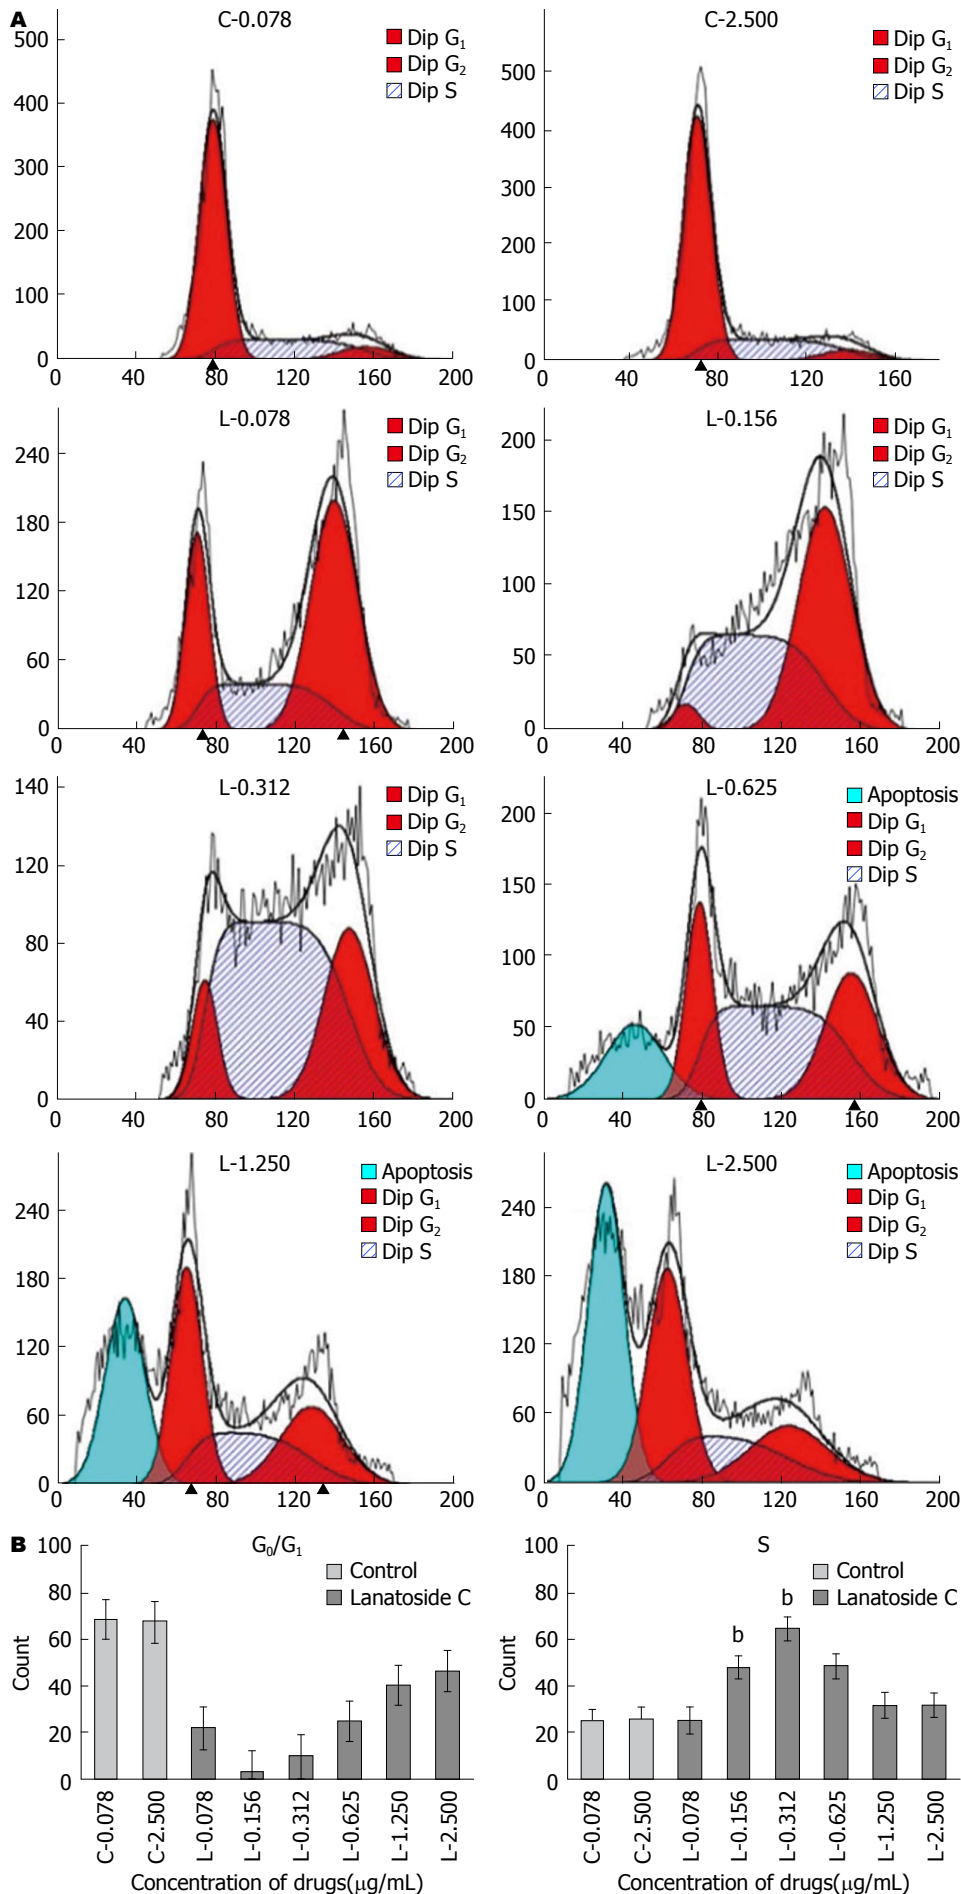 A
C-0.078
Dip G₁
Dip G₂
Dip S
500
400
300
200
100
0
0 40 80 120 160 200
C-2.500
Dip G₁
Dip G₂
Dip S
500
400
300
200
100
0
0 40 80 120 160
L-0.078
Dip G₁
Dip G₂
Dip S
240
180
120
60
0
0 40 80 120 160 200
L-0.156
Dip G₁
Dip G₂
Dip S
200
150
100
50
0
0 40 80 120 160 200
L-0.312
Dip G₁
Dip G₂
Dip S
140
120
80
40
0
0 40 80 120 160 200
L-0.625
Apoptosis
Dip G₁
Dip G₂
Dip S
200
150
100
50
0
0 40 80 120 160 200
L-1.250
Apoptosis
Dip G₁
Dip G₂
Dip S
240
180
120
60
0
0 40 80 120 160 200
L-2.500
Apoptosis
Dip G₁
Dip G₂
Dip S
240
180
120
60
0
0 40 80 120 160 200
B
G₀/G₁
Control
Lanatoside C
Count
100
80
60
40
20
0
C-0.078
C-2.500
L-0.078
L-0.156
L-0.312
L-0.625
L-1.250
L-2.500
Concentration of drugs(μg/mL)
S
Control
Lanatoside C
b
b
Count
100
80
60
40
20
0
C-0.078
C-2.500
L-0.078
L-0.156
L-0.312
L-0.625
L-1.250
L-2.500
Concentration of drugs(μg/mL)